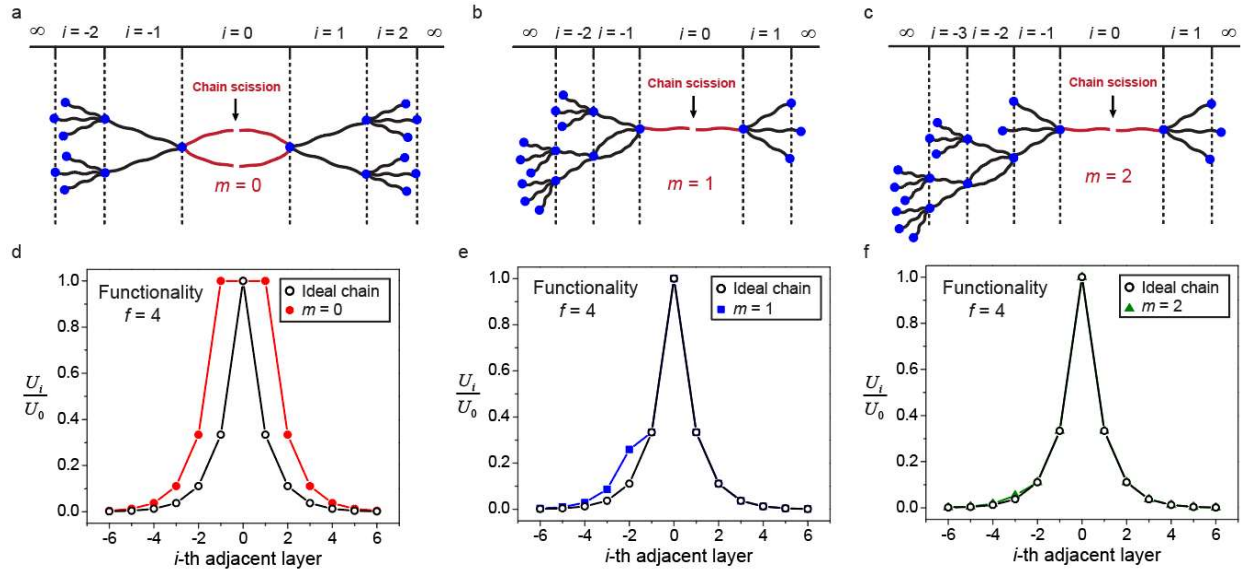 a
∞ i = -2 i = -1 i = 0 i = 1 i = 2 ∞
Chain scission
m = 0
b
∞ i = -2 i = -1 i = 0 i = 1 ∞
Chain scission
m = 1
c
∞ i = -3 i = -2 i = -1 i = 0 i = 1 ∞
Chain scission
m = 2
d
1.0
0.8
0.6
0.4
0.2
0.0
U_i
U_0
Functionality
f = 4
Ideal chain
m = 0
-6 -4 -2 0 2 4 6
i-th adjacent layer
e
1.0
0.8
0.6
0.4
0.2
0.0
U_i
U_0
Functionality
f = 4
Ideal chain
m = 1
-6 -4 -2 0 2 4 6
i-th adjacent layer
f
1.0
0.8
0.6
0.4
0.2
0.0
U_i
U_0
Functionality
f = 4
Ideal chain
m = 2
-6 -4 -2 0 2 4 6
i-th adjacent layer